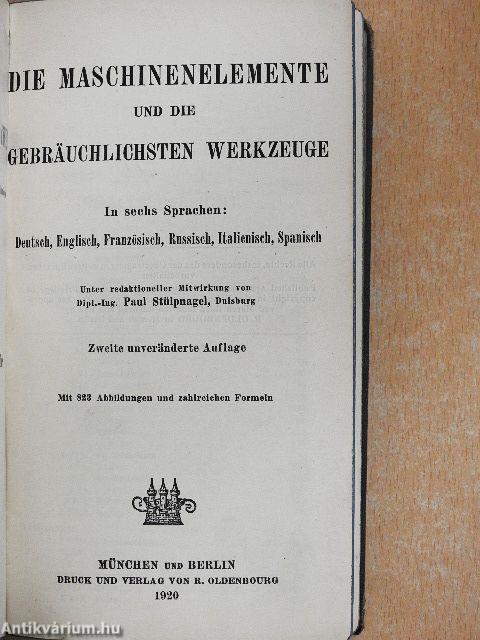 DIE MASCHINENELEMENTE
UND DIE
GEBRÄUCHLICHSTEN WERKZEUGE
In sechs Sprachen:
Deutsch, Englisch, Französisch, Russisch, Italienisch, Spanisch
Unter redaktioneller Mitwirkung von
Dipl.-Ing. Paul Stülpnagel, Duisburg
Zweite unveränderte Auflage
Mit 823 Abbildungen und zahlreichen Formeln
MÜNCHEN UND BERLIN
DRUCK UND VERLAG VON R. OLDENBOURG
1920
Antikvárium.hu